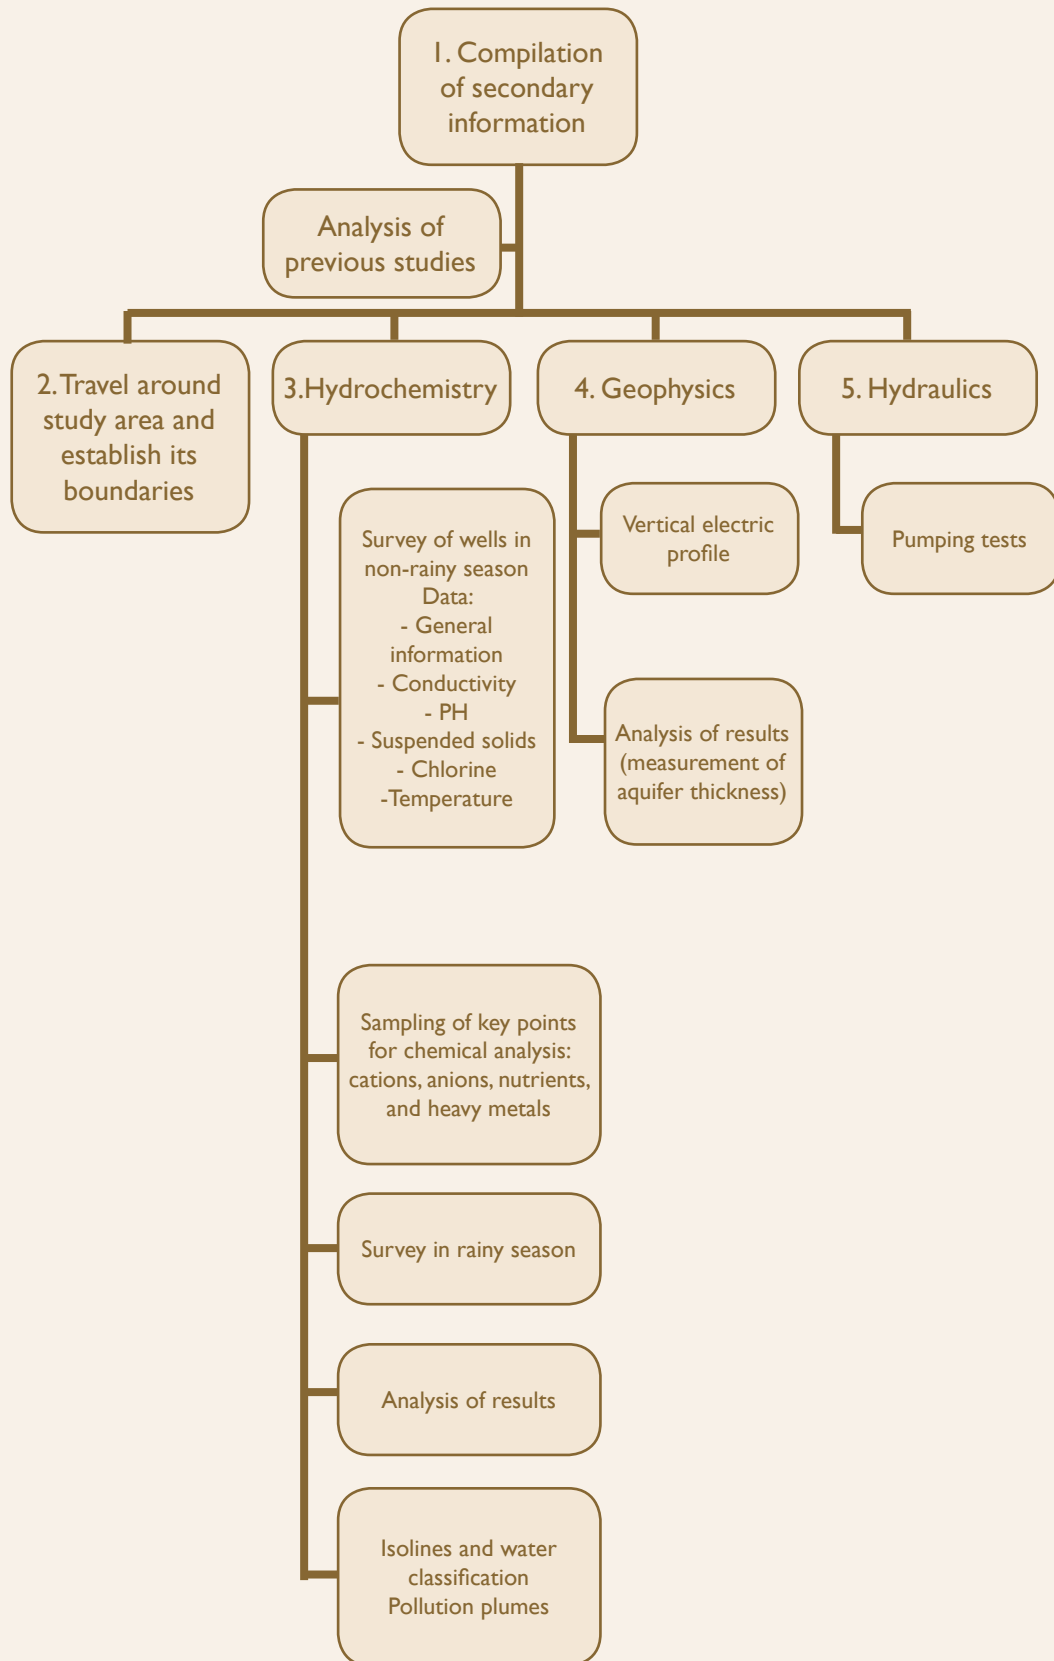 1. Compilation
of secondary
information
Analysis of
previous studies
2. Travel around
study area and
establish its
boundaries
3.Hydrochemistry
4. Geophysics
5. Hydraulics
Survey of wells in
non-rainy season
Data:
- General
information
- Conductivity
- PH
- Suspended solids
- Chlorine
-Temperature
Vertical electric
profile
Pumping tests
Analysis of results
(measurement of
aquifer thickness)
Sampling of key points
for chemical analysis:
cations, anions, nutrients,
and heavy metals
Survey in rainy season
Analysis of results
Isolines and water
classification
Pollution plumes